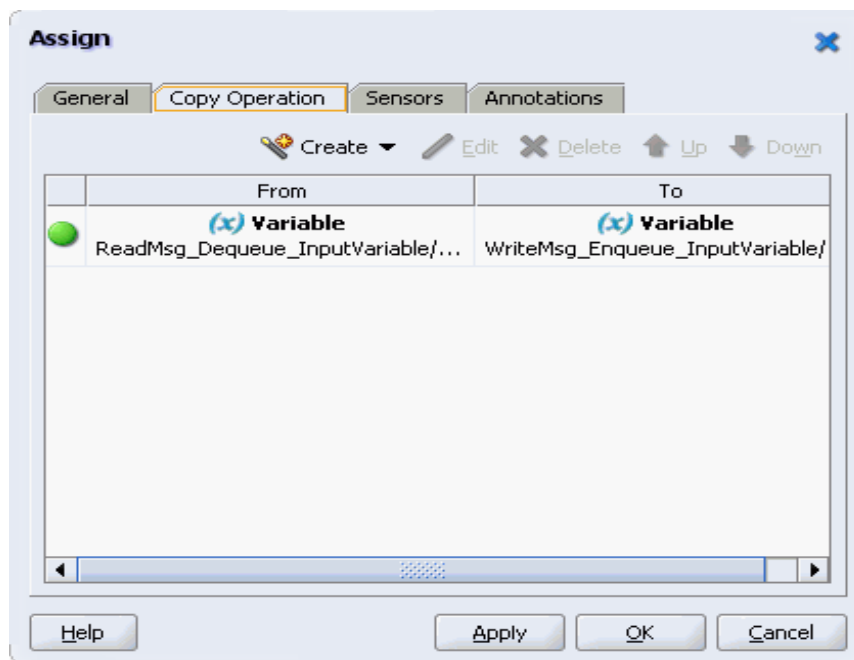 Assign
General Copy Operation Sensors Annotations
Create Edit Delete Up Down
From To
(x) Variable (x) Variable
ReadMsg_Dequeue_InputVariable/... WriteMsg_Enqueue_InputVariable/
Help Apply OK Cancel